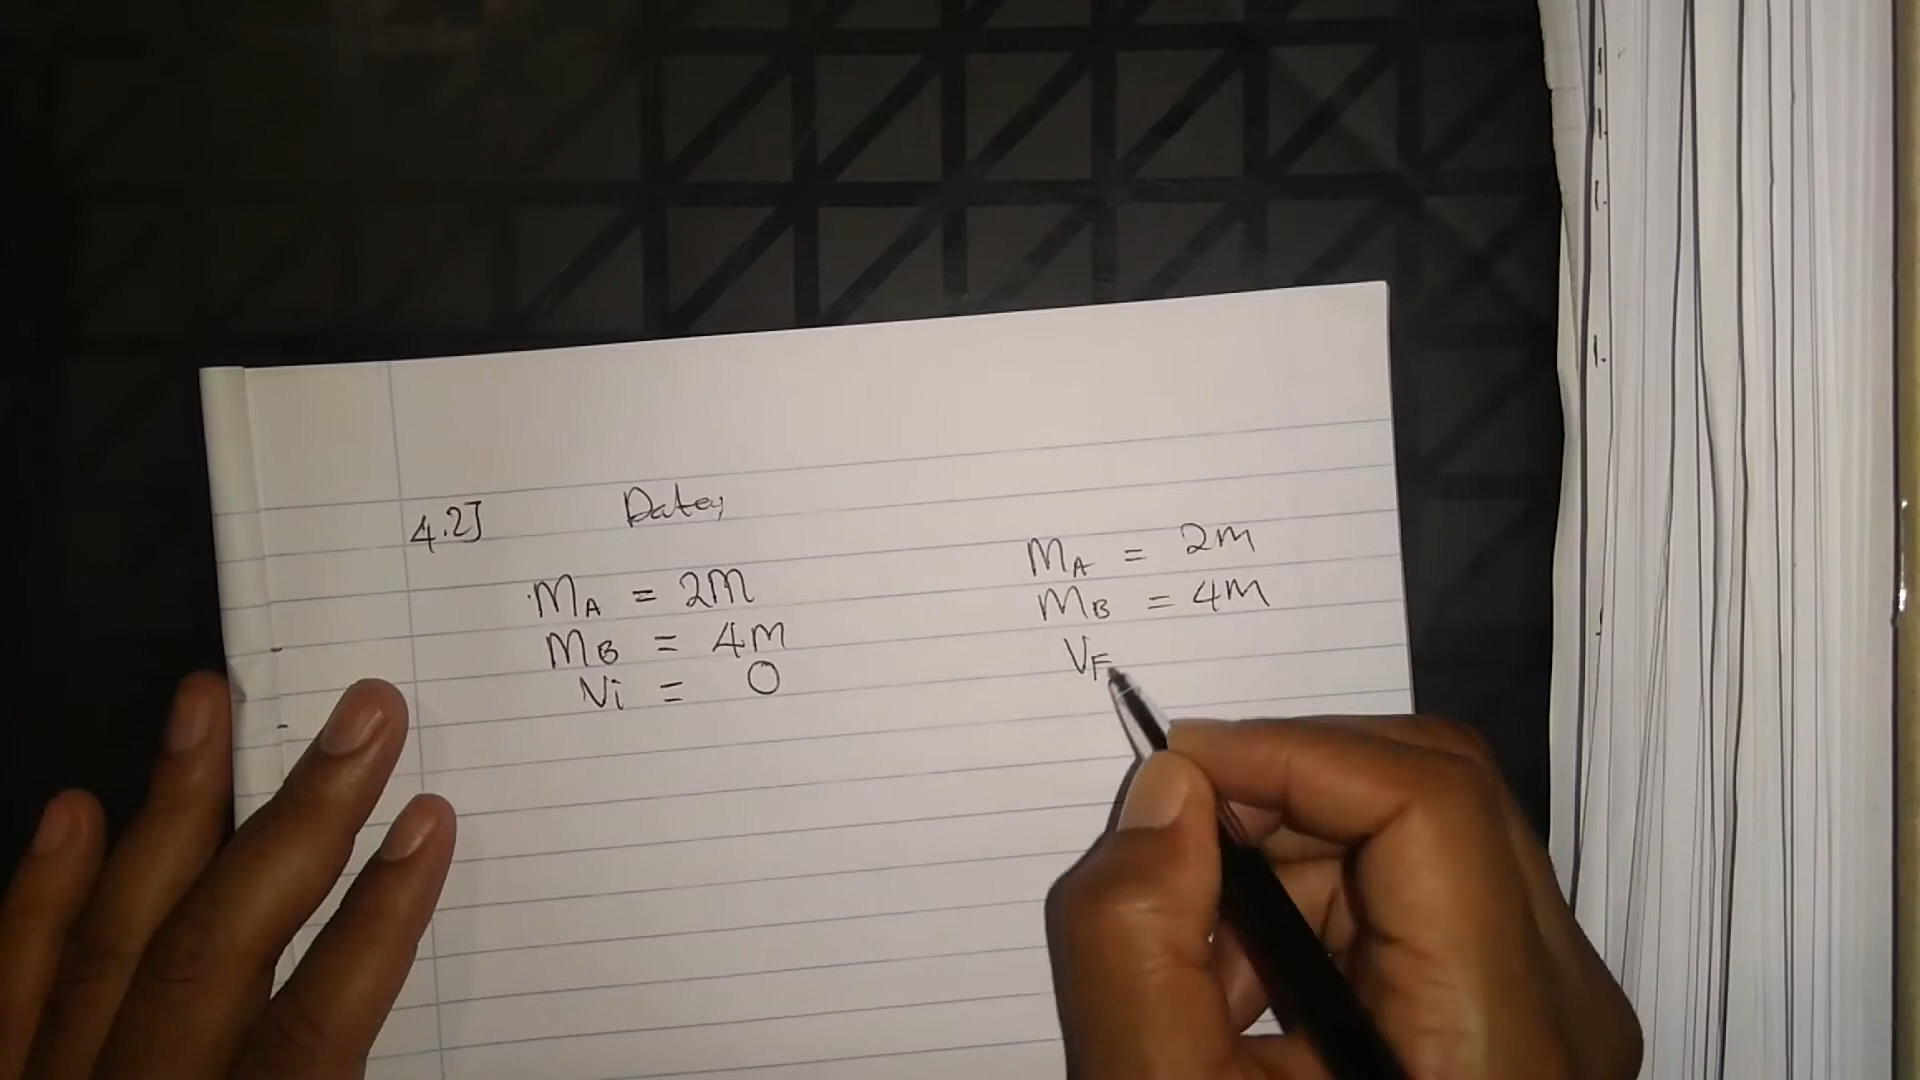 4.2] Data;
MA = 2M
MB = 4M
Vi = 0
MA = 2M
MB = 4M
VF